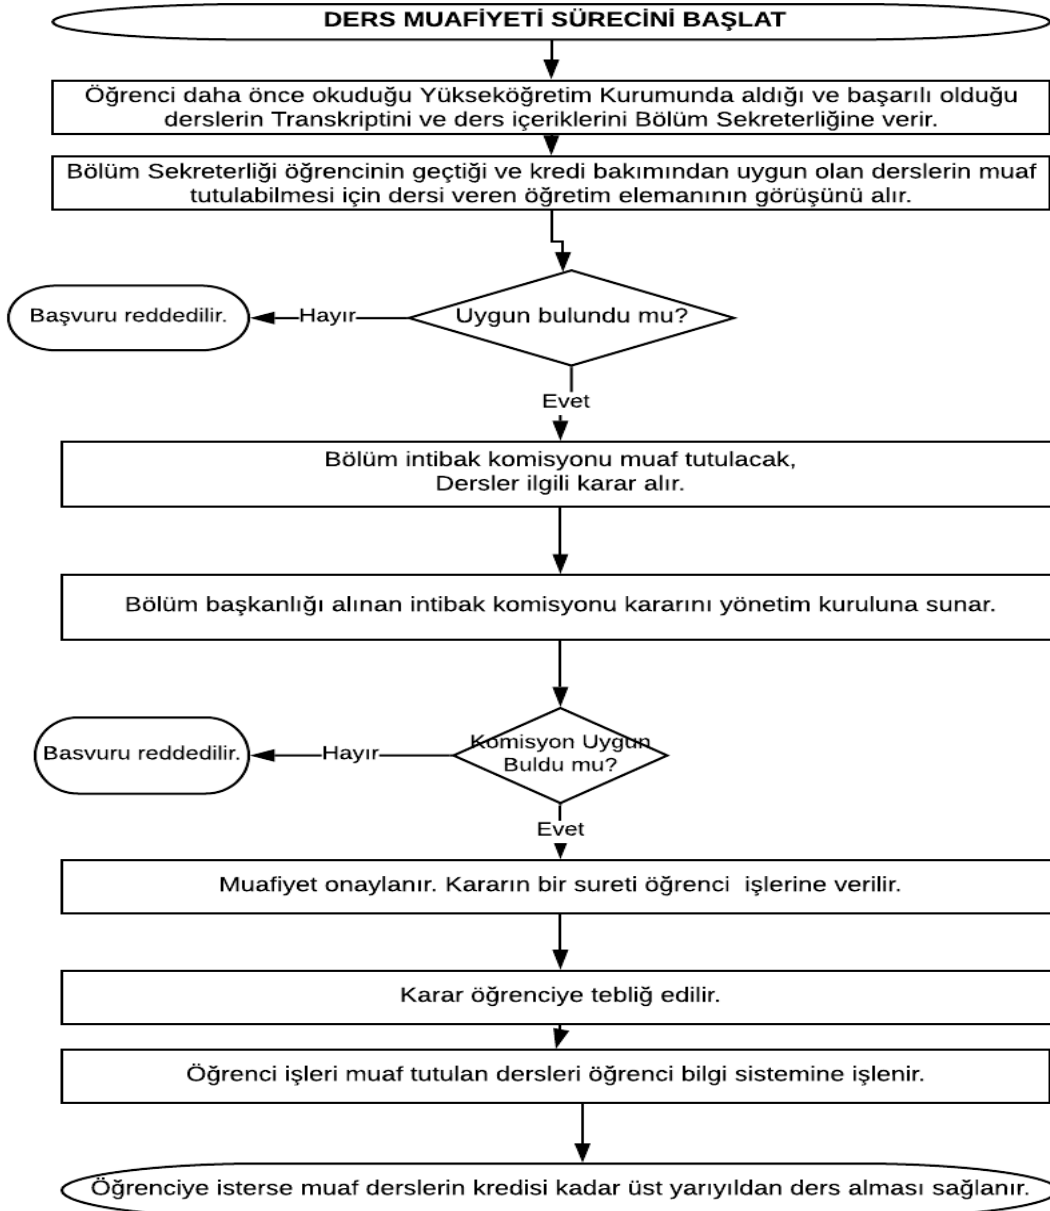 DERS MUAFİYETİ SÜRECİNİ BAŞLAT
Öğrenci daha önce okuduğu Yükseköğretim Kurumunda aldığı ve başarılı olduğu
derslerin Transkriptini ve ders içeriklerini Bölüm Sekreterliğine verir.
Bölüm Sekreterliği öğrencinin geçtiği ve kredi bakımından uygun olan derslerin muaf
tutulabilmesi için dersi veren öğretim elemanının görüşünü alır.
Uygun bulundu mu?
Hayır
Başvuru reddedilir.
Evet
Bölüm intibak komisyonu muaf tutulacak,
Dersler ilgili karar alır.
Bölüm başkanlığı alınan intibak komisyonu kararını yönetim kuruluna sunar.
Komisyon Uygun
Buldu mu?
Hayır
Basvuru reddedilir.
Evet
Muafiyet onaylanır. Kararın bir sureti öğrenci  işlerine verilir.
Karar öğrenciye tebliğ edilir.
Öğrenci işleri muaf tutulan dersleri öğrenci bilgi sistemine işlenir.
Öğrenciye isterse muaf derslerin kredisi kadar üst yarıyıldan ders alması sağlanır.